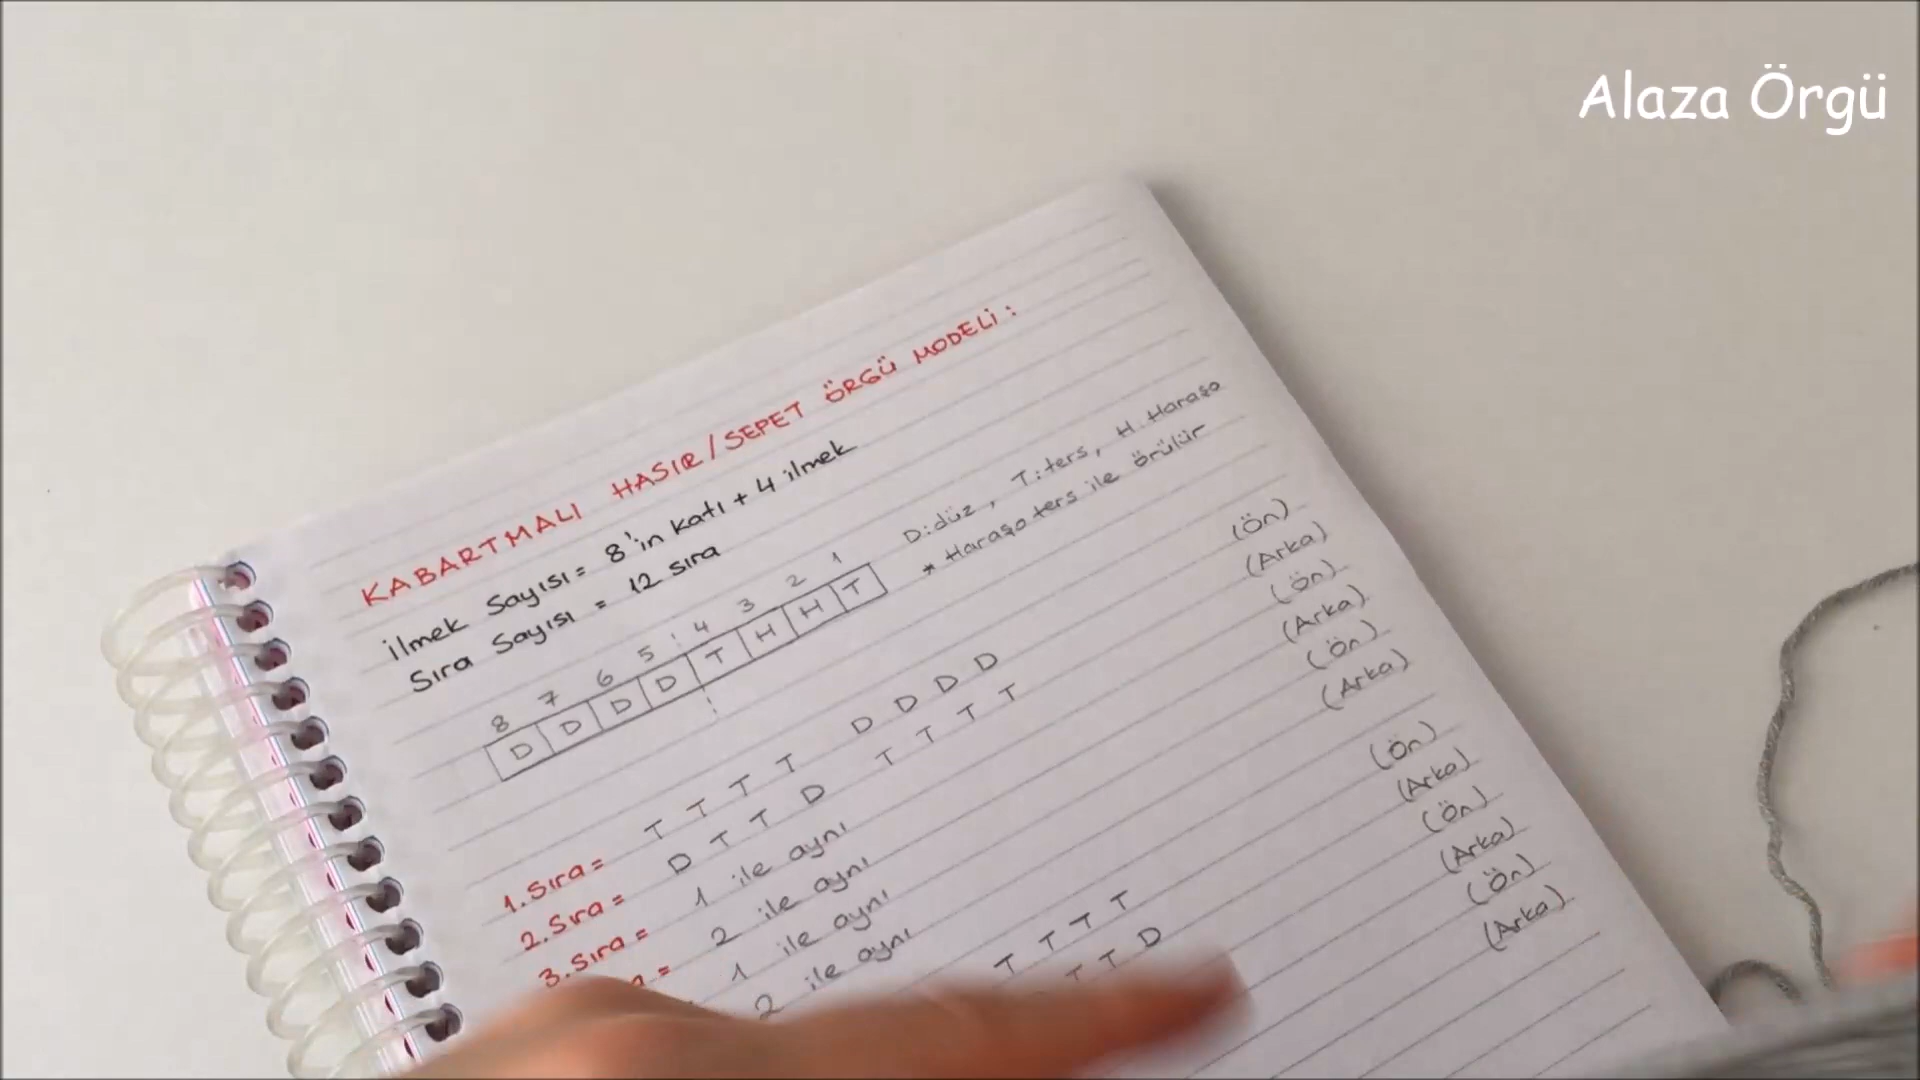 Alaza Örgü
KABARTMALI HASIR/SEPET ÖRGÜ MODELİ:
İlmek Sayısı = 8'in katı + 4 ilmek
Sıra Sayısı = 12 sıra
D:düz, T:ters, H:Haraşo
* Haraşo ters ile örülür
8 7 6 5 4 3 2 1
D D D D T H H T
1.Sıra = T T T T D D D D (Ön)
2.Sıra = D T T D T T T T (Arka)
3.Sıra = 1 ile aynı (Ön)
= 2 ile aynı (Arka)
1 ile aynı (Ön)
2 ile aynı (Arka)
T T T T (Ön)
T T D (Arka)
(Ön)
(Arka)
(Ön)
(Arka)